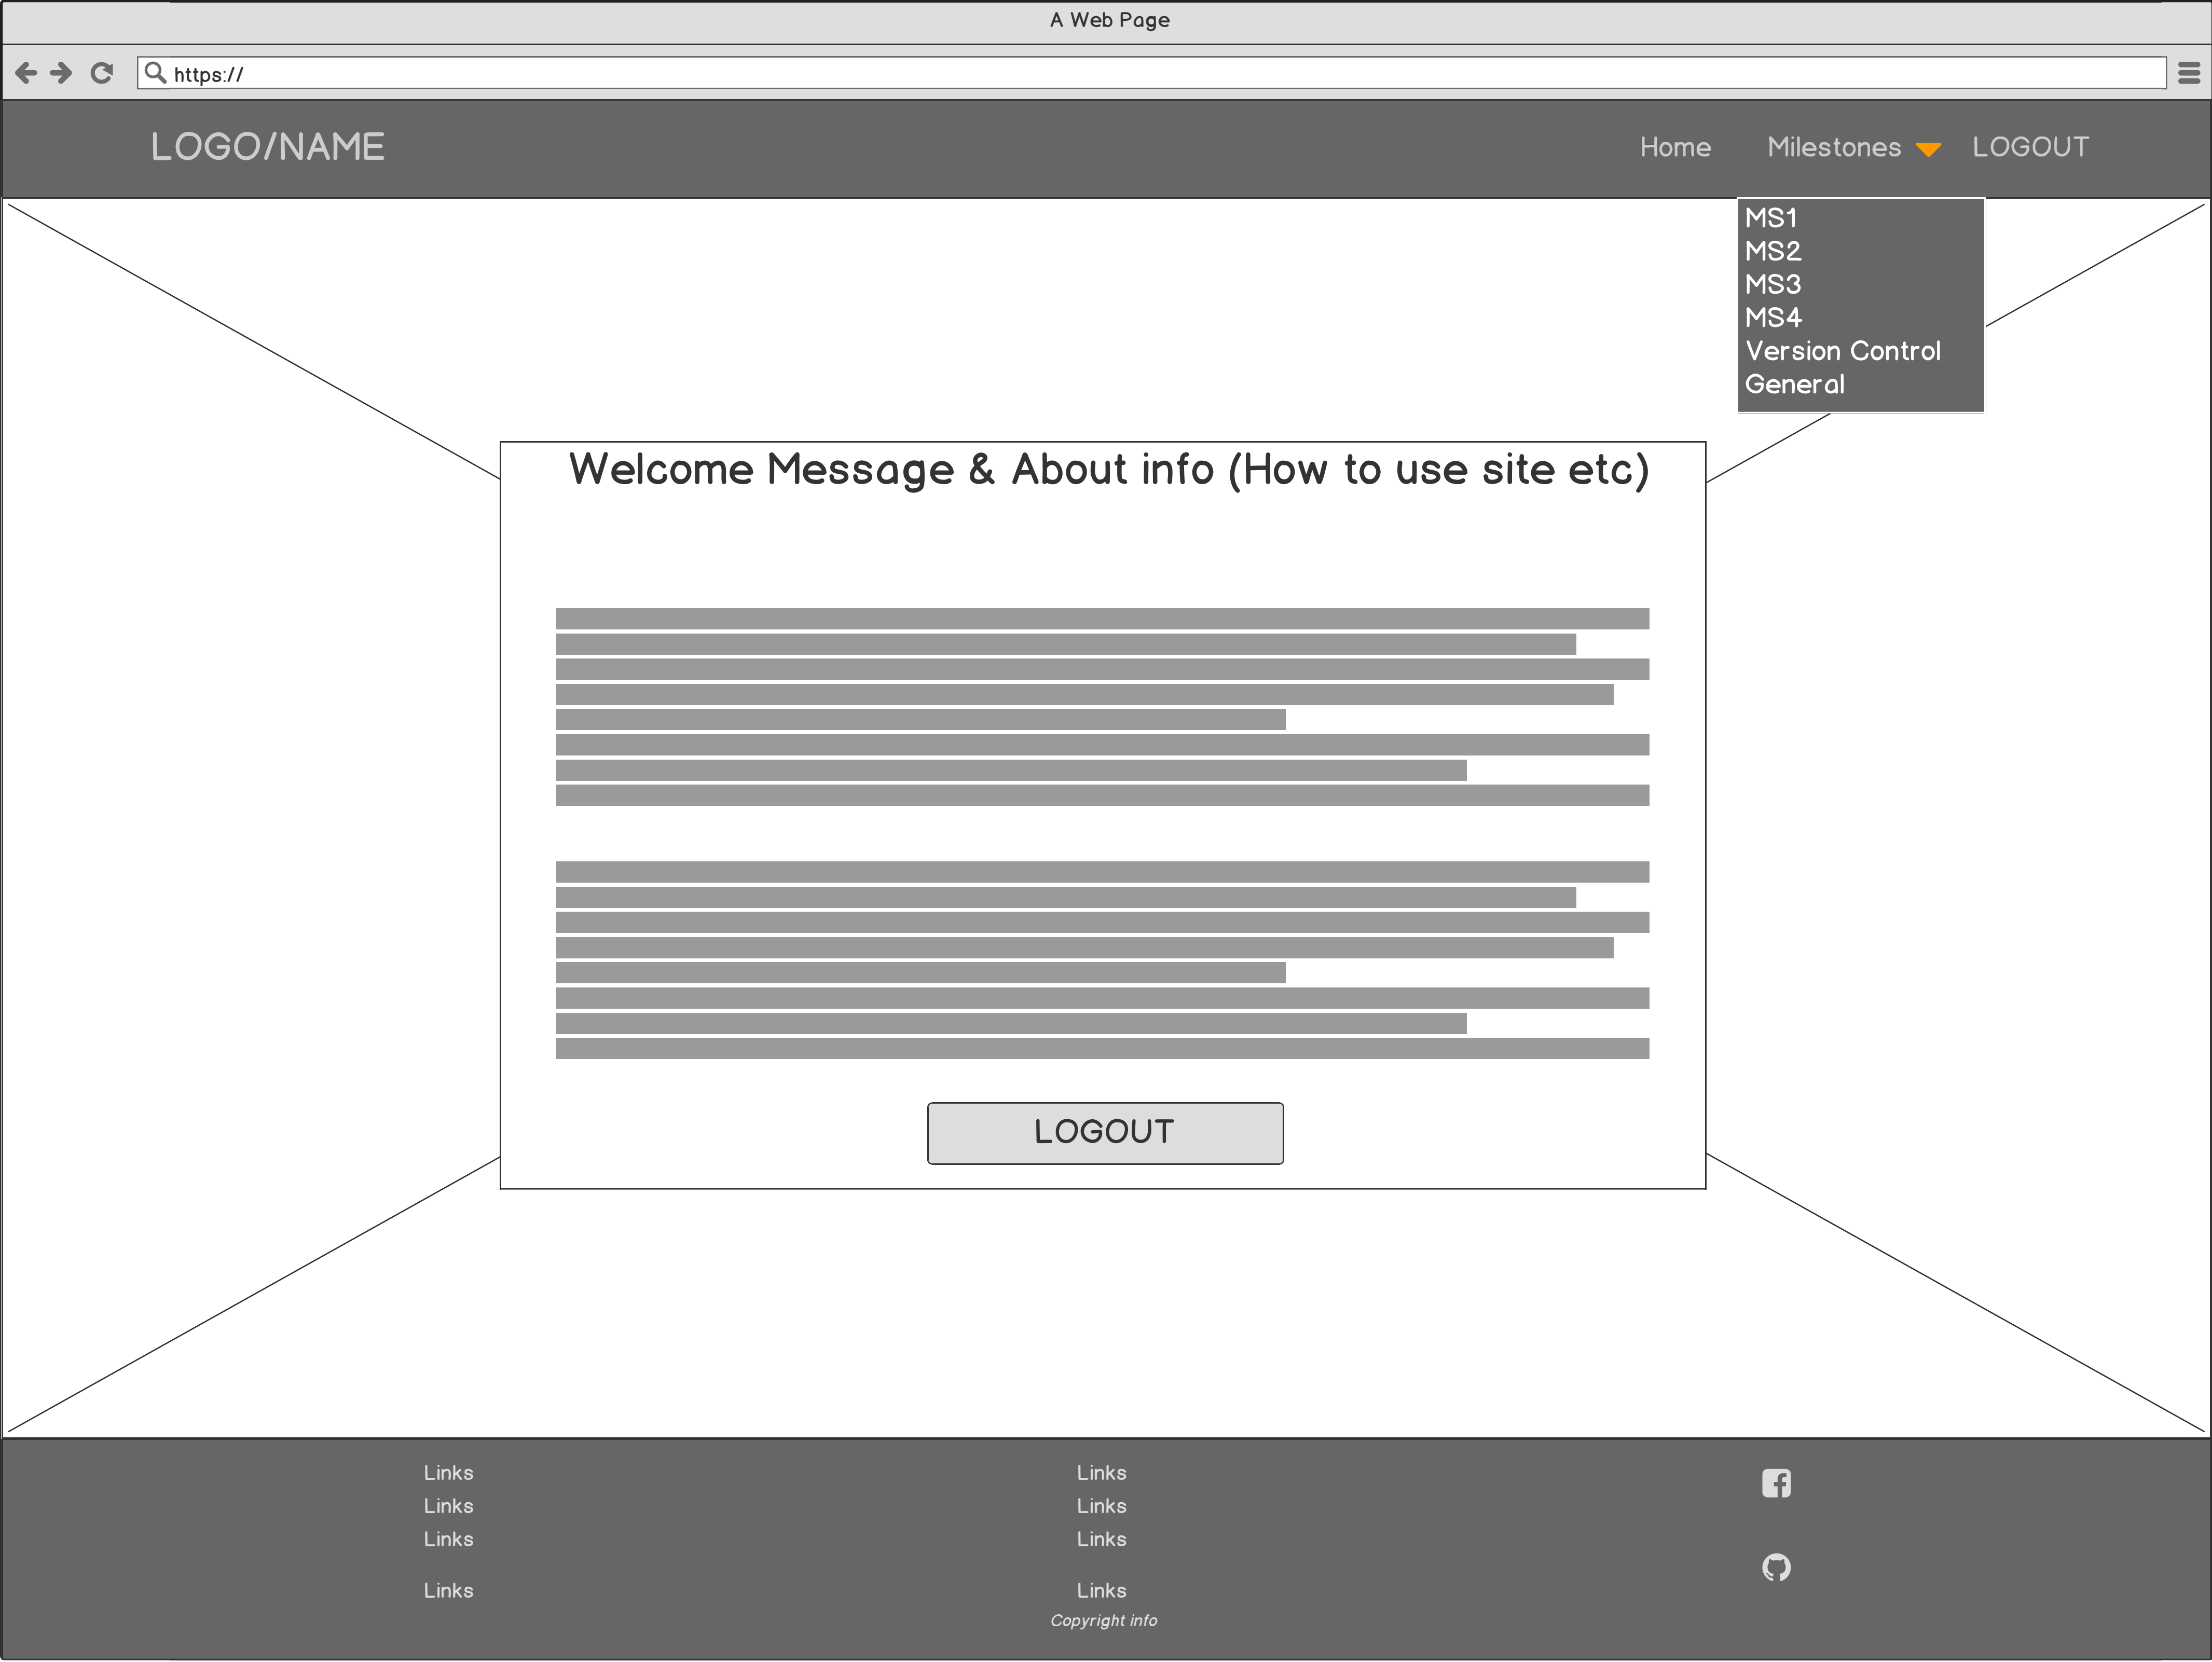 A Web Page
https://
LOGO/NAME
Home Milestones LOGOUT
MS1
MS2
MS3
MS4
Version Control
General
Welcome Message & About info (How to use site etc)
LOGOUT
Links Links
Links Links
Links Links
Links Links
Copyright info